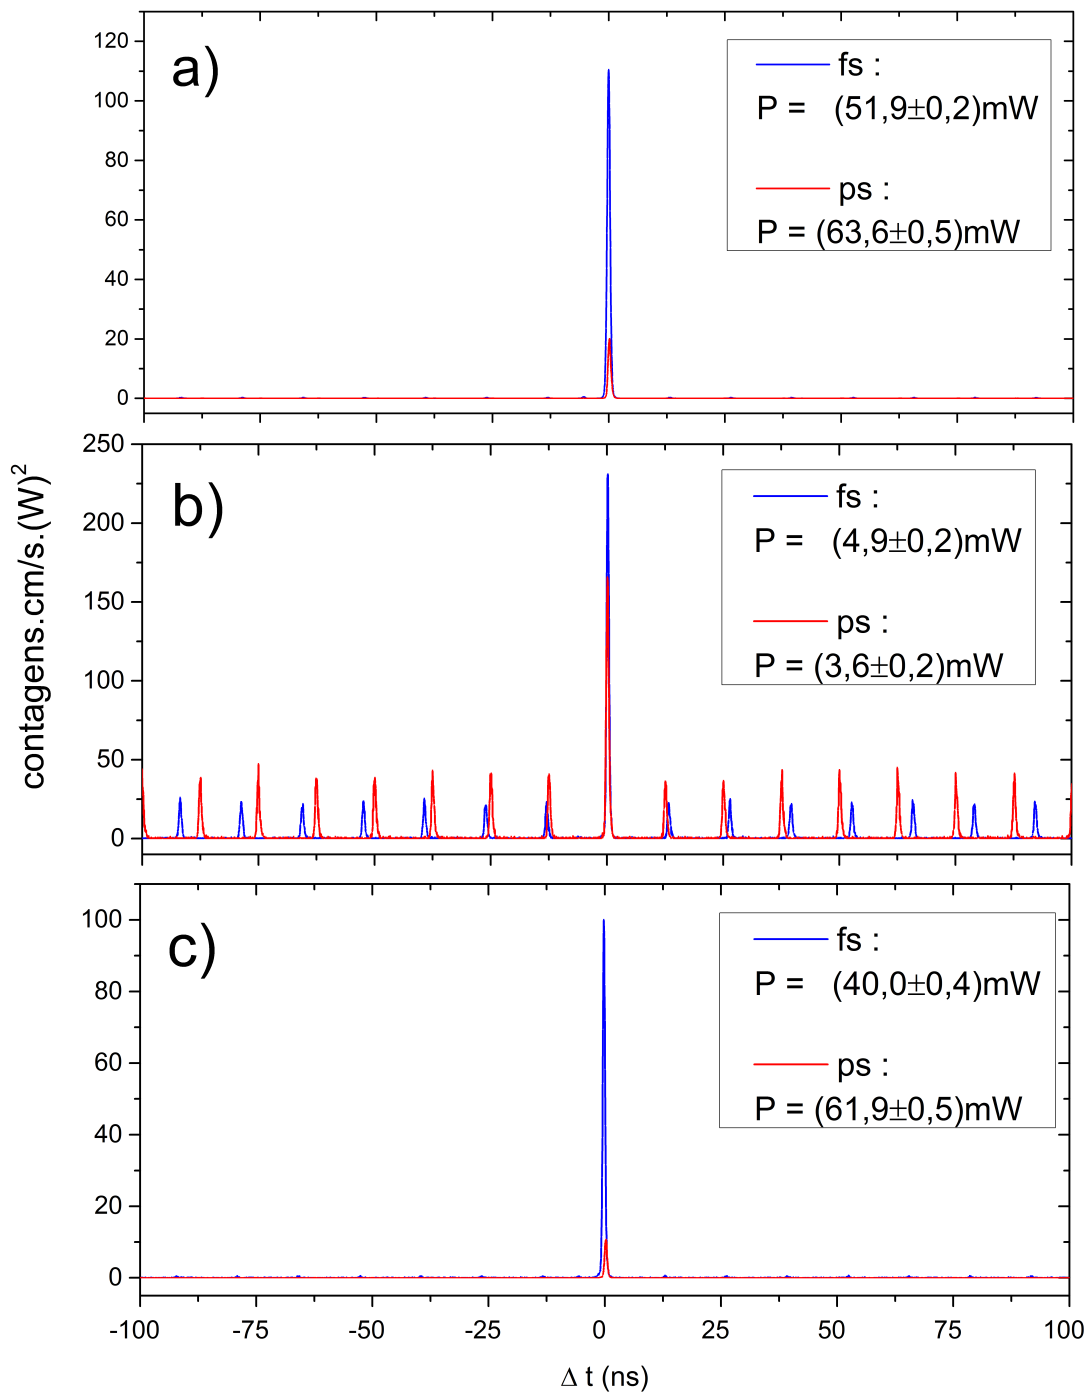 a)
fs :
P = (51,9±0,2)mW
ps :
P = (63,6±0,5)mW
120
100
80
60
40
20
0
contagens.cm/s.(W)²
b)
fs :
P = (4,9±0,2)mW
ps :
P = (3,6±0,2)mW
250
200
150
100
50
0
c)
fs :
P = (40,0±0,4)mW
ps :
P = (61,9±0,5)mW
100
80
60
40
20
0
-100 -75 -50 -25 0 25 50 75 100
Δ t (ns)